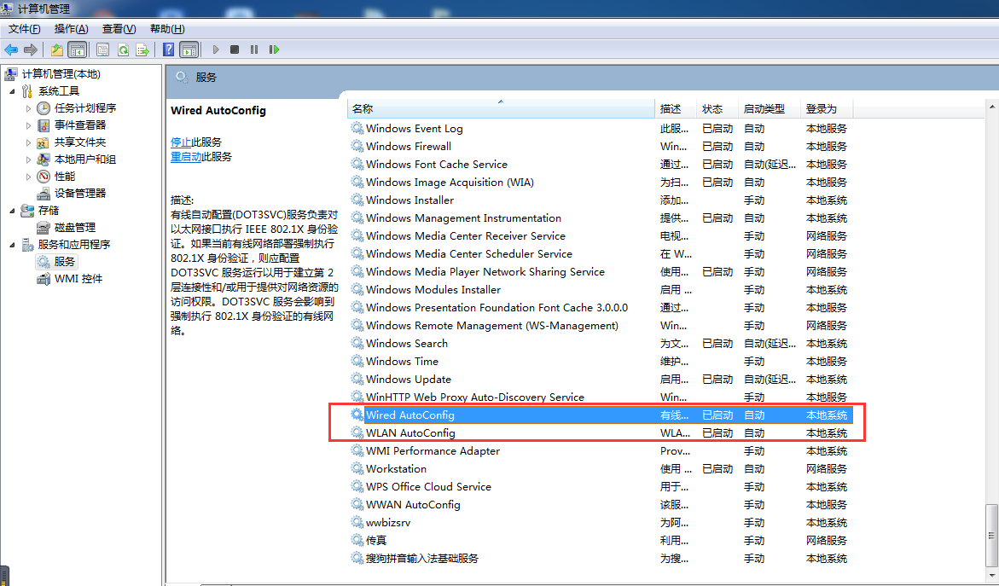 计算机管理
文件(F) 操作(A) 查看(V) 帮助(H)
计算机管理(本地)
系统工具
任务计划程序
事件查看器
共享文件夹
本地用户和组
性能
设备管理器
存储
磁盘管理
服务和应用程序
服务
WMI 控件
服务
Wired AutoConfig
停止此服务
重启动此服务
描述:
有线自动配置(DOT3SVC)服务负责对
以太网接口执行 IEEE 802.1X 身份验
证。如果当前有线网络部署强制执行
802.1X 身份验证，则应配置
DOT3SVC 服务运行以用于建立第 2
层连接性和/或用于提供对网络资源的
访问权限。DOT3SVC 服务会影响到
强制执行 802.1X 身份验证的有线网
络。
名称 描述 状态 启动类型 登录为
Windows Event Log 此服... 已启动 自动 本地服务
Windows Firewall Win... 已启动 自动 本地服务
Windows Font Cache Service 通过... 已启动 自动(延迟... 本地服务
Windows Image Acquisition (WIA) 为扫... 已启动 自动 本地服务
Windows Installer 添加... 手动 本地系统
Windows Management Instrumentation 提供... 已启动 自动 本地系统
Windows Media Center Receiver Service 电视... 手动 网络服务
Windows Media Center Scheduler Service 在 W... 手动 网络服务
Windows Media Player Network Sharing Service 使用... 已启动 手动 网络服务
Windows Modules Installer 启用 ... 手动 本地系统
Windows Presentation Foundation Font Cache 3.0.0.0 通过... 手动 本地服务
Windows Remote Management (WS-Management) Win... 手动 网络服务
Windows Search 为文... 已启动 自动(延迟... 本地系统
Windows Time 维护... 手动 本地服务
Windows Update 启用... 已启动 自动(延迟... 本地系统
WinHTTP Web Proxy Auto-Discovery Service Win... 手动 本地服务
Wired AutoConfig 有线... 已启动 自动 本地系统
WLAN AutoConfig WLA... 已启动 自动 本地系统
WMI Performance Adapter Prov... 手动 本地系统
Workstation 使用 ... 已启动 自动 网络服务
WPS Office Cloud Service 用于... 手动 本地系统
WWAN AutoConfig 该服... 手动 本地服务
wwbizsrv 为阿... 手动 本地系统
传真 利用... 手动 网络服务
搜狗拼音输入法基础服务 为搜... 手动 本地系统